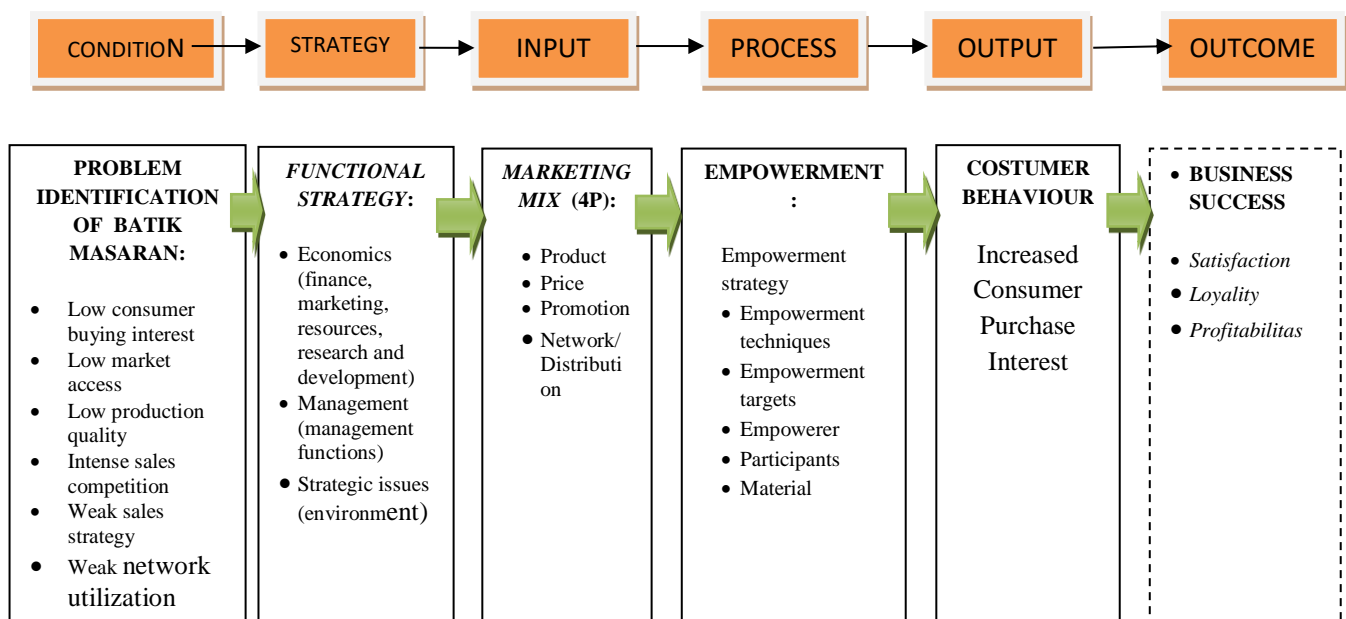 CONDITION
STRATEGY
INPUT
PROCESS
OUTPUT
OUTCOME
PROBLEM
IDENTIFICATION
OF BATIK
MASARAN:
• Low consumer
buying interest
• Low market
access
• Low production
quality
• Intense sales
competition
• Weak sales
strategy
• Weak network
utilization
FUNCTIONAL
STRATEGY:
• Economics
(finance,
marketing,
resources,
research and
development)
• Management
(management
functions)
• Strategic issues
(environment)
MARKETING
MIX (4P):
• Product
• Price
• Promotion
• Network/
Distributi
on
EMPOWERMENT
:
Empowerment
strategy
• Empowerment
techniques
• Empowerment
targets
• Empowerer
• Participants
• Material
COSTUMER
BEHAVIOUR
Increased
Consumer
Purchase
Interest
• BUSINESS
SUCCESS
• Satisfaction
• Loyality
• Profitabilitas